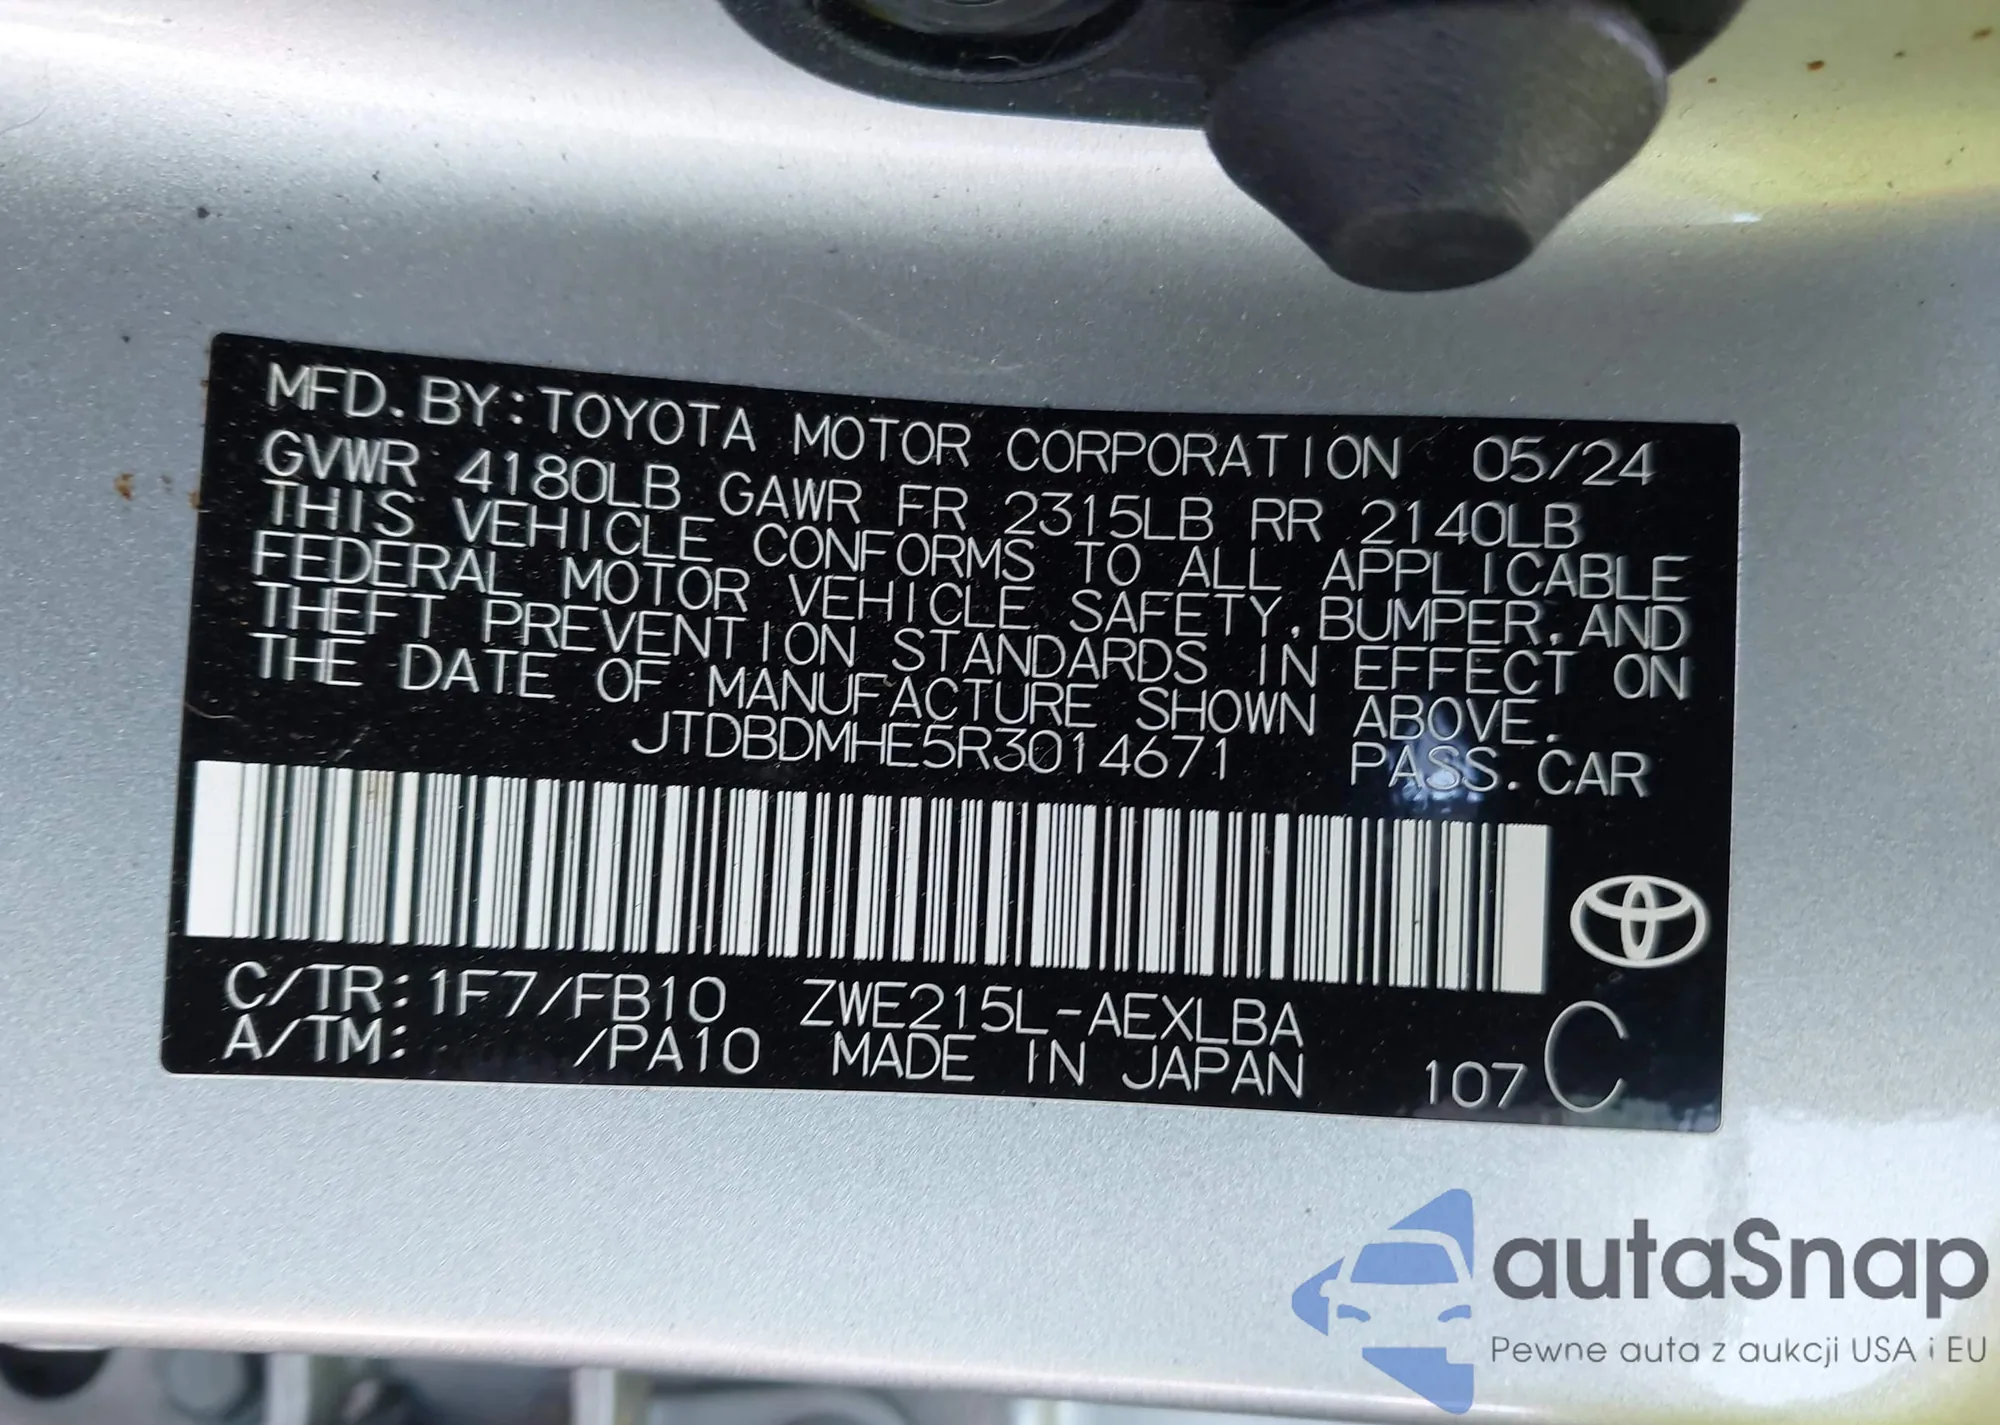 MFD. BY: TOYOTA MOTOR CORPORATION 05/24
GVWR 4180LB GAWR FR 2315LB RR 2140LB
THIS VEHICLE CONFORMS TO ALL APPLICABLE
FEDERAL MOTOR VEHICLE SAFETY, BUMPER, AND
THEFT PREVENTION STANDARDS IN EFFECT ON
THE DATE OF MANUFACTURE SHOWN ABOVE.
JTDBDMHE5R3014671 PASS. CAR
C/TR: 1F7/FB10 ZWE215L-AEXLBA
A/TM: /PA10 MADE IN JAPAN 107 C
autaSnap
Pewne auta z aukcji USA i EU